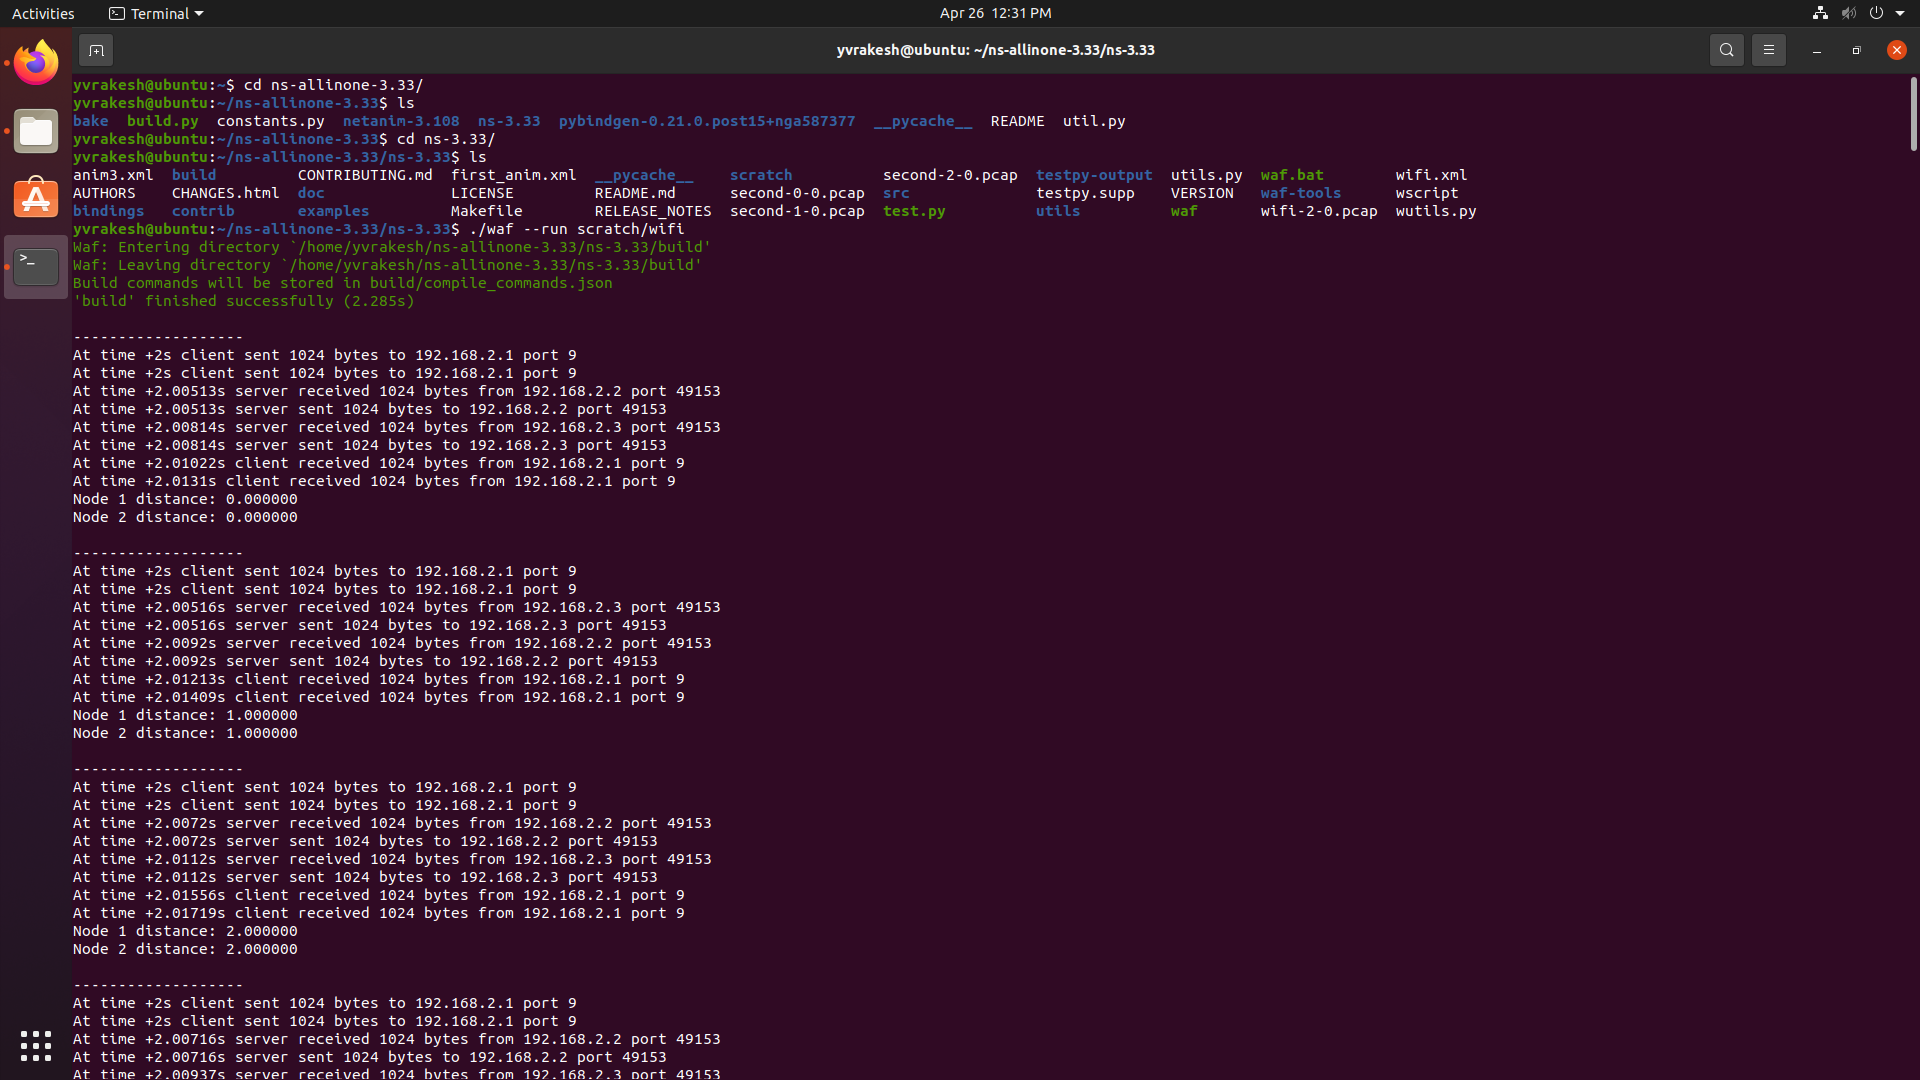 Activities Terminal Apr 26 12:31 PM
yvrakesh@ubuntu: ~/ns-allinone-3.33/ns-3.33
yvrakesh@ubuntu:~$ cd ns-allinone-3.33/
yvrakesh@ubuntu:~/ns-allinone-3.33$ ls
bake build.py constants.py netanim-3.108 ns-3.33 pybindgen-0.21.0.post15+nga587377 __pycache__ README util.py
yvrakesh@ubuntu:~/ns-allinone-3.33$ cd ns-3.33/
yvrakesh@ubuntu:~/ns-allinone-3.33/ns-3.33$ ls
anim3.xml build CONTRIBUTING.md first_anim.xml __pycache__ scratch second-2-0.pcap testpy-output utils.py waf.bat wifi.xml
AUTHORS CHANGES.html doc LICENSE README.md second-0-0.pcap src testpy.supp VERSION waf-tools wscript
bindings contrib examples Makefile RELEASE_NOTES second-1-0.pcap test.py utils waf wifi-2-0.pcap wutils.py
yvrakesh@ubuntu:~/ns-allinone-3.33/ns-3.33$ ./waf --run scratch/wifi
Waf: Entering directory `/home/yvrakesh/ns-allinone-3.33/ns-3.33/build'
Waf: Leaving directory `/home/yvrakesh/ns-allinone-3.33/ns-3.33/build'
Build commands will be stored in build/compile_commands.json
'build' finished successfully (2.285s)
-------------------
At time +2s client sent 1024 bytes to 192.168.2.1 port 9
At time +2s client sent 1024 bytes to 192.168.2.1 port 9
At time +2.00513s server received 1024 bytes from 192.168.2.2 port 49153
At time +2.00513s server sent 1024 bytes to 192.168.2.2 port 49153
At time +2.00814s server received 1024 bytes from 192.168.2.3 port 49153
At time +2.00814s server sent 1024 bytes to 192.168.2.3 port 49153
At time +2.01022s client received 1024 bytes from 192.168.2.1 port 9
At time +2.0131s client received 1024 bytes from 192.168.2.1 port 9
Node 1 distance: 0.000000
Node 2 distance: 0.000000
-------------------
At time +2s client sent 1024 bytes to 192.168.2.1 port 9
At time +2s client sent 1024 bytes to 192.168.2.1 port 9
At time +2.00516s server received 1024 bytes from 192.168.2.3 port 49153
At time +2.00516s server sent 1024 bytes to 192.168.2.3 port 49153
At time +2.0092s server received 1024 bytes from 192.168.2.2 port 49153
At time +2.0092s server sent 1024 bytes to 192.168.2.2 port 49153
At time +2.01213s client received 1024 bytes from 192.168.2.1 port 9
At time +2.01409s client received 1024 bytes from 192.168.2.1 port 9
Node 1 distance: 1.000000
Node 2 distance: 1.000000
-------------------
At time +2s client sent 1024 bytes to 192.168.2.1 port 9
At time +2s client sent 1024 bytes to 192.168.2.1 port 9
At time +2.0072s server received 1024 bytes from 192.168.2.2 port 49153
At time +2.0072s server sent 1024 bytes to 192.168.2.2 port 49153
At time +2.0112s server received 1024 bytes from 192.168.2.3 port 49153
At time +2.0112s server sent 1024 bytes to 192.168.2.3 port 49153
At time +2.01556s client received 1024 bytes from 192.168.2.1 port 9
At time +2.01719s client received 1024 bytes from 192.168.2.1 port 9
Node 1 distance: 2.000000
Node 2 distance: 2.000000
-------------------
At time +2s client sent 1024 bytes to 192.168.2.1 port 9
At time +2s client sent 1024 bytes to 192.168.2.1 port 9
At time +2.00716s server received 1024 bytes from 192.168.2.2 port 49153
At time +2.00716s server sent 1024 bytes to 192.168.2.2 port 49153
At time +2.00937s server received 1024 bytes from 192.168.2.3 port 49153